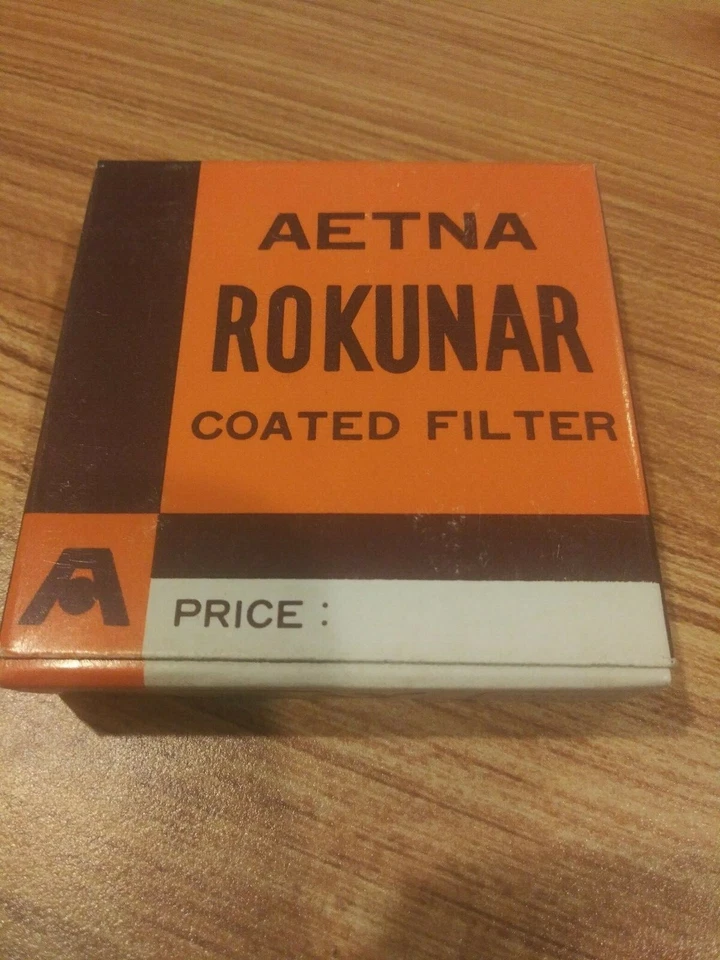 AETNA
ROKUNAR
COATED FILTER
A
PRICE :